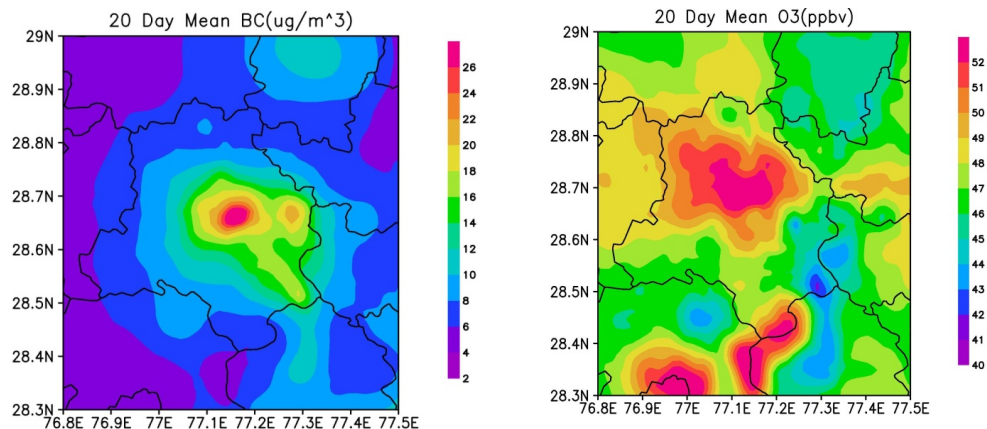 20 Day Mean BC(ug/m^3)
29N
28.9N
28.8N
28.7N
28.6N
28.5N
28.4N
28.3N
76.8E 76.9E 77E 77.1E 77.2E 77.3E 77.4E 77.5E
26
24
22
20
18
16
14
12
10
8
6
4
2
20 Day Mean O3(ppbv)
29N
28.9N
28.8N
28.7N
28.6N
28.5N
28.4N
28.3N
76.8E 76.9E 77E 77.1E 77.2E 77.3E 77.4E 77.5E
52
51
50
49
48
47
46
45
44
43
42
41
40